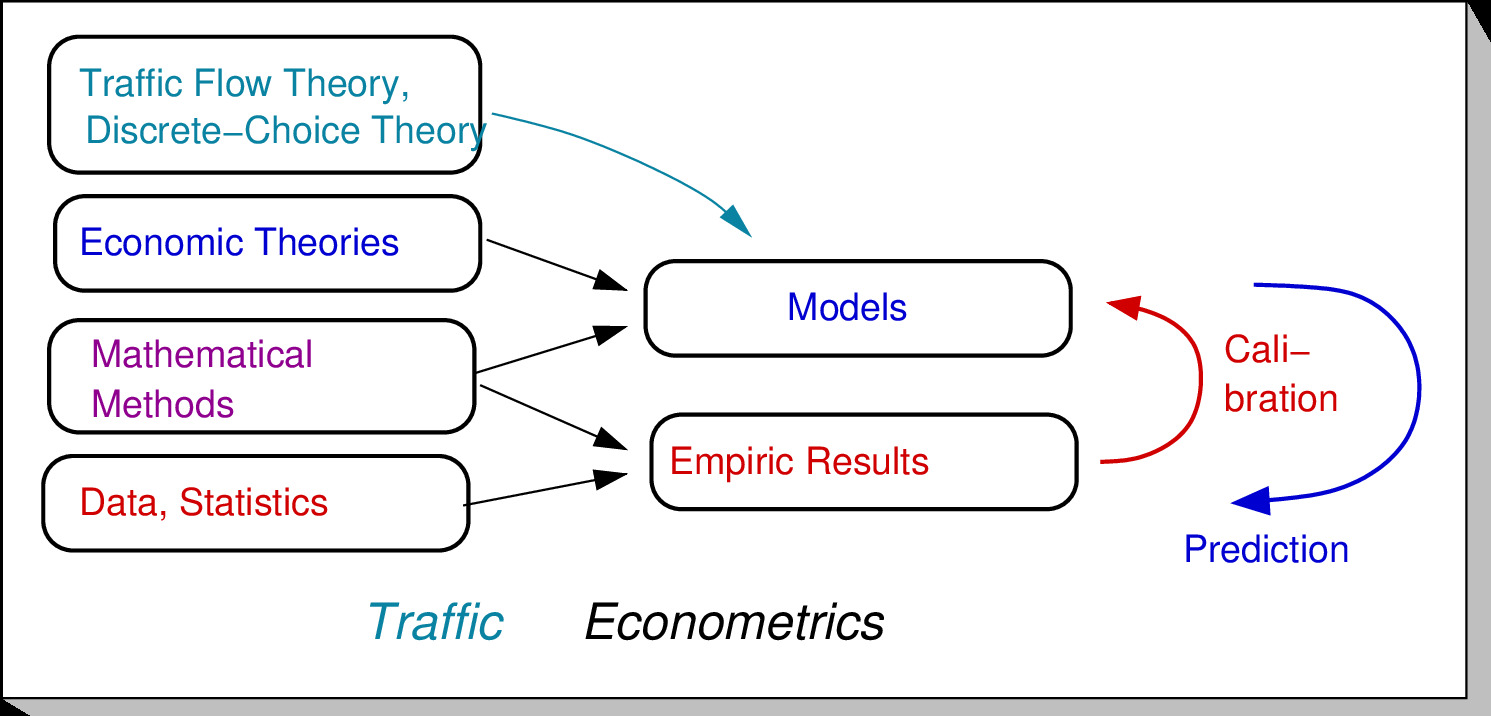 Traffic Flow Theory,
Discrete−Choice Theory
Economic Theories
Mathematical
Methods
Data, Statistics
Models
Empiric Results
Cali−
bration
Prediction
Traffic Econometrics